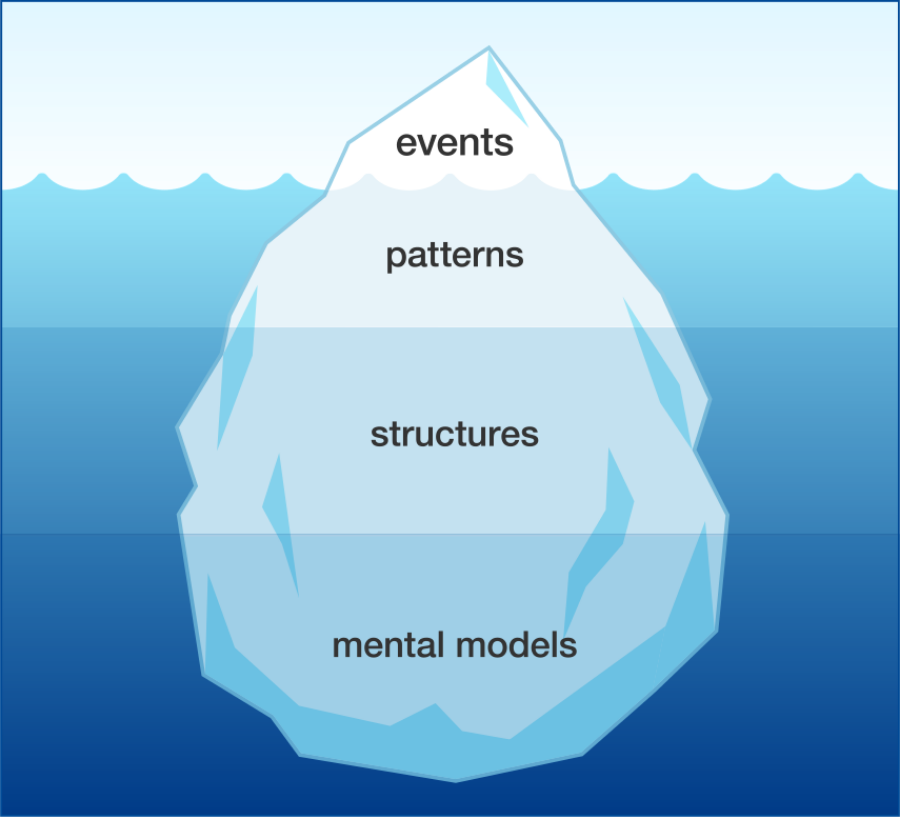 events
patterns
structures
mental models